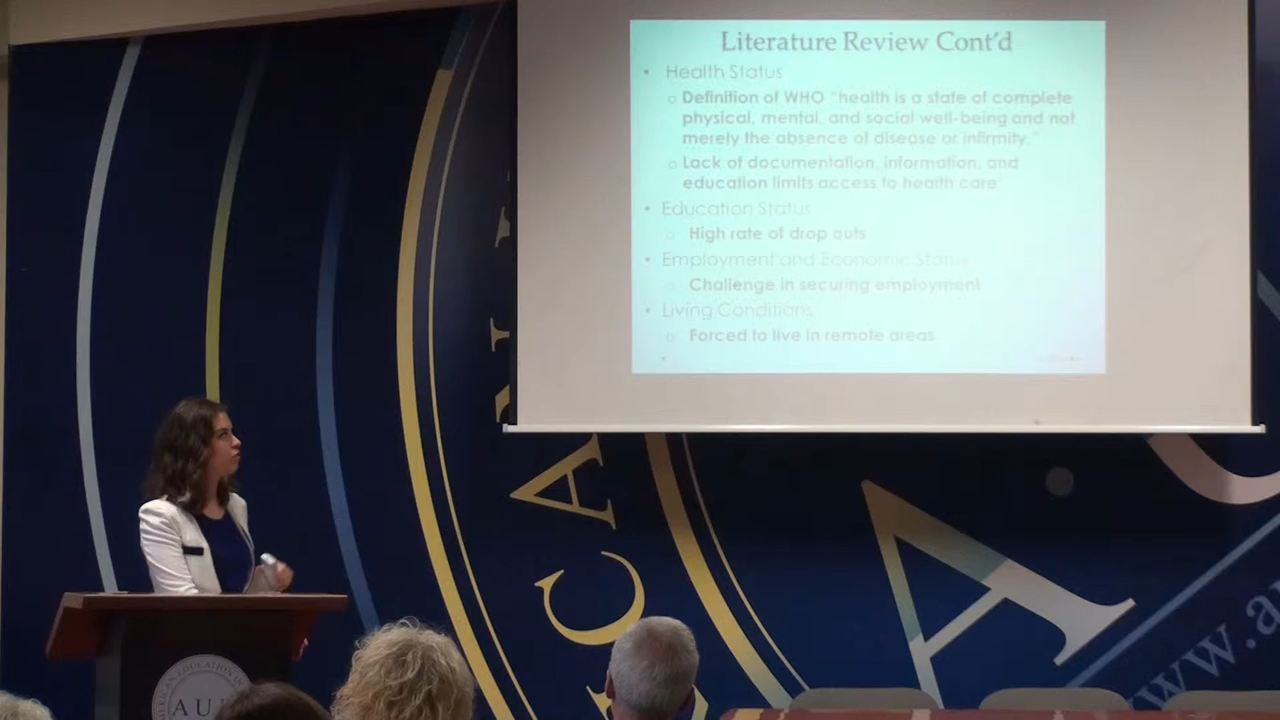 Literature Review Cont'd
• Health Status
o Definition of WHO "health is a state of complete
physical, mental, and social well-being and not
merely the absence of disease or infirmity."
o Lack of documentation, information, and
education limits access to health care
• Education Status
o High rate of drop outs
• Employment and Economic Status
o Challenge in securing employment
• Living Conditions
o Forced to live in remote areas
CA
A
www.a